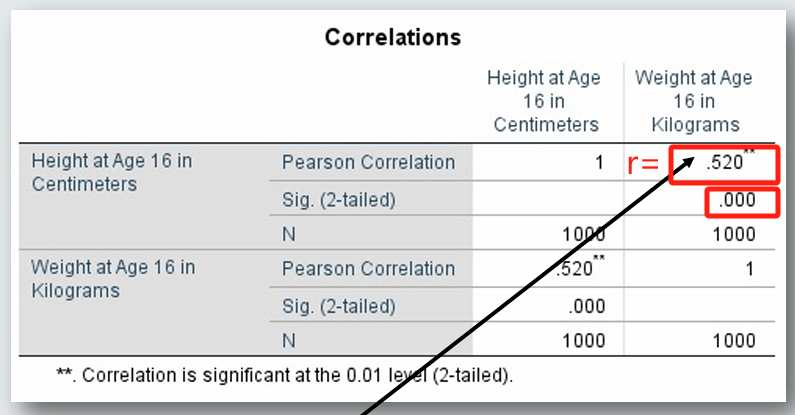 Correlations
Height at Age 16 in Centimeters Weight at Age 16 in Kilograms
Height at Age 16 in Centimeters Pearson Correlation 1 r= .520**
Sig. (2-tailed) .000
N 1000 1000
Weight at Age 16 in Kilograms Pearson Correlation .520** 1
Sig. (2-tailed) .000
N 1000 1000
**. Correlation is significant at the 0.01 level (2-tailed).